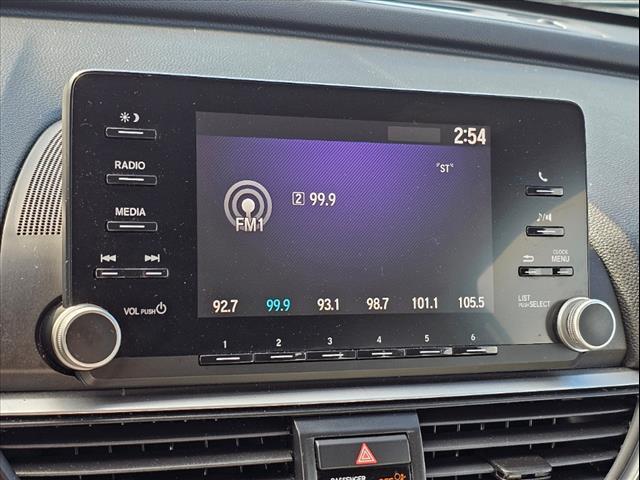 2:54
RADIO
ST
2 99.9
MEDIA
FM1
CLOCK
MENU
VOL PUSH
92.7 99.9 93.1 98.7 101.1 105.5
LIST
PUSH SELECT
1 2 3 4 5 6
PASSENGER